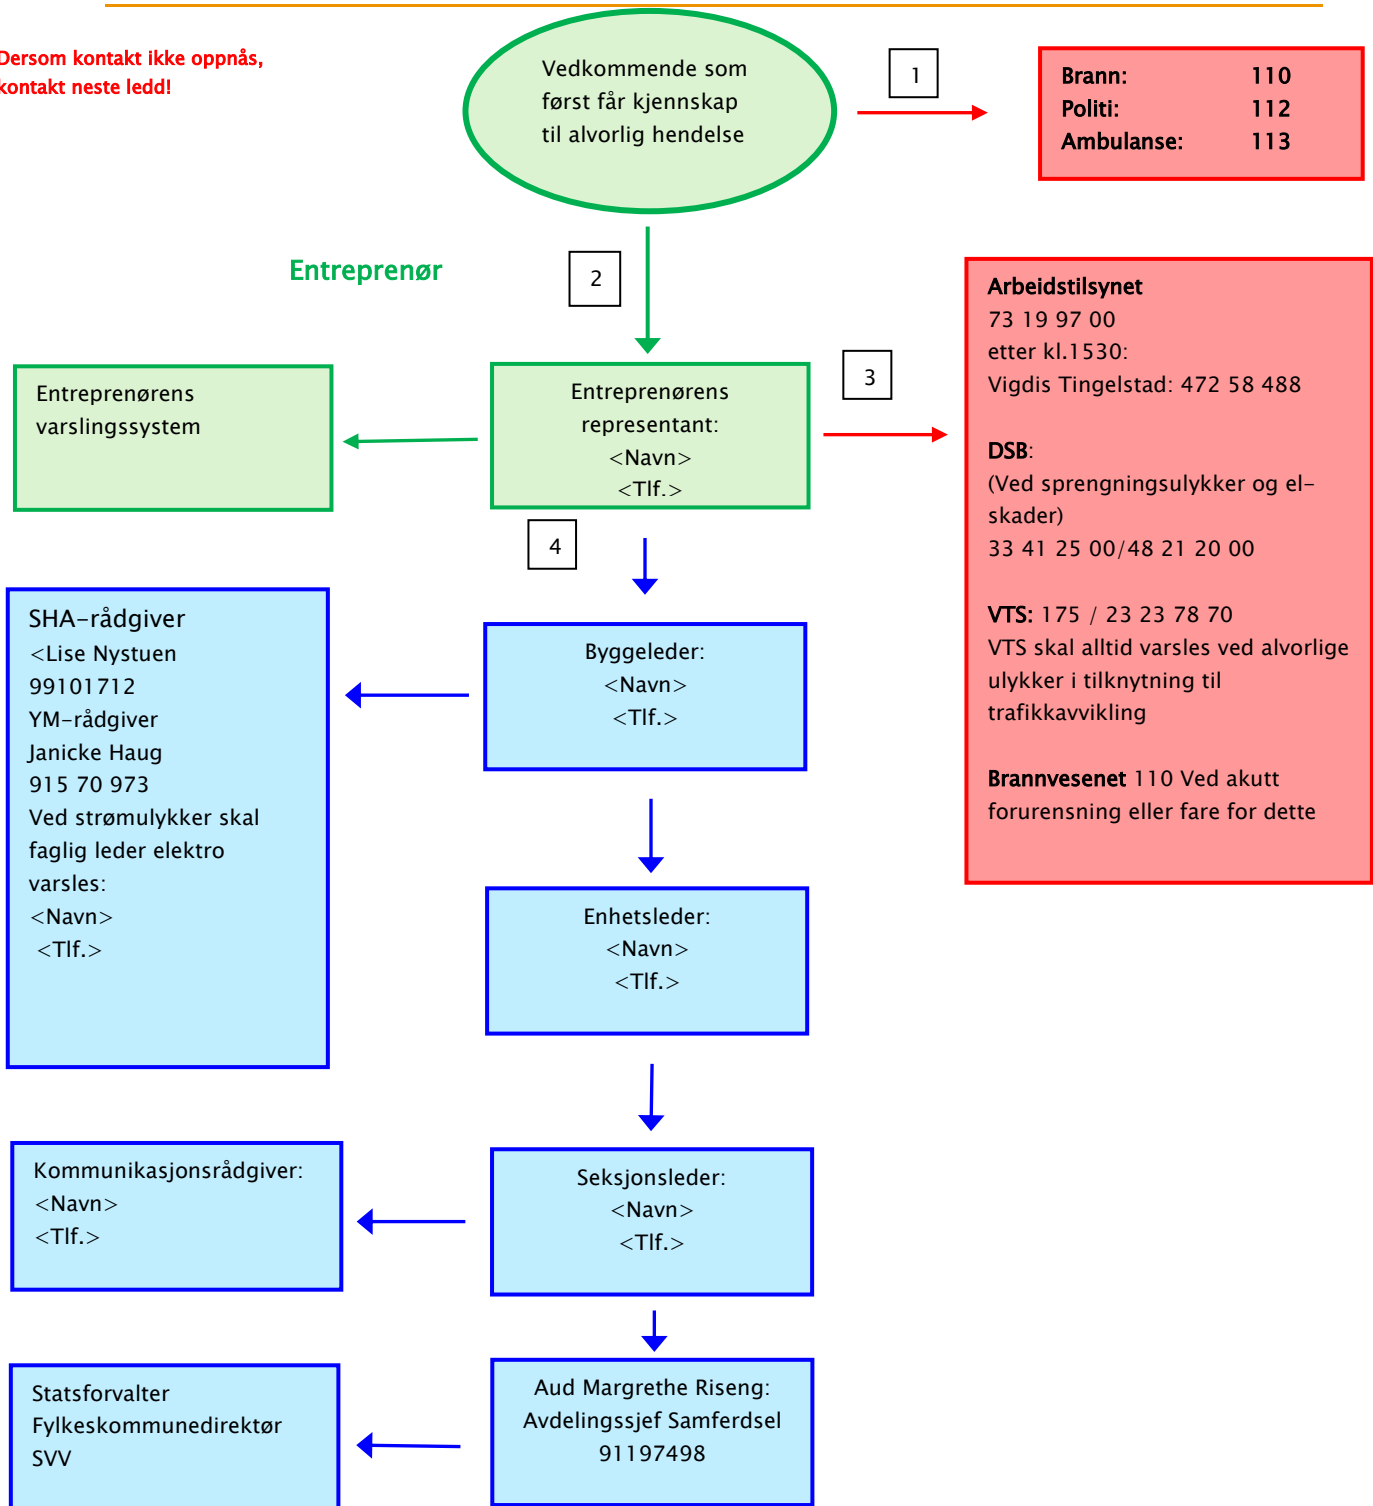 Dersom kontakt ikke oppnås,
kontakt neste ledd!
Vedkommende som
først får kjennskap
til alvorlig hendelse
1
Brann: 110
Politi: 112
Ambulanse: 113
Entreprenør
2
Entreprenørens
varslingssystem
Entreprenørens
representant:
<Navn>
<Tlf.>
3
Arbeidstilsynet
73 19 97 00
etter kl.1530:
Vigdis Tingelstad: 472 58 488
DSB:
(Ved sprengningsulykker og el-
skader)
33 41 25 00/48 21 20 00
VTS: 175 / 23 23 78 70
VTS skal alltid varsles ved alvorlige
ulykker i tilknytning til
trafikkavvikling
Brannvesenet 110 Ved akutt
forurensning eller fare for dette
4
SHA-rådgiver
<Lise Nystuen
99101712
YM-rådgiver
Janicke Haug
915 70 973
Ved strømulykker skal
faglig leder elektro
varsles:
<Navn>
<Tlf.>
Byggeleder:
<Navn>
<Tlf.>
Enhetsleder:
<Navn>
<Tlf.>
Kommunikasjonsrådgiver:
<Navn>
<Tlf.>
Seksjonsleder:
<Navn>
<Tlf.>
Statsforvalter
Fylkeskommunedirektør
SVV
Aud Margrethe Riseng:
Avdelingssjef Samferdsel
91197498